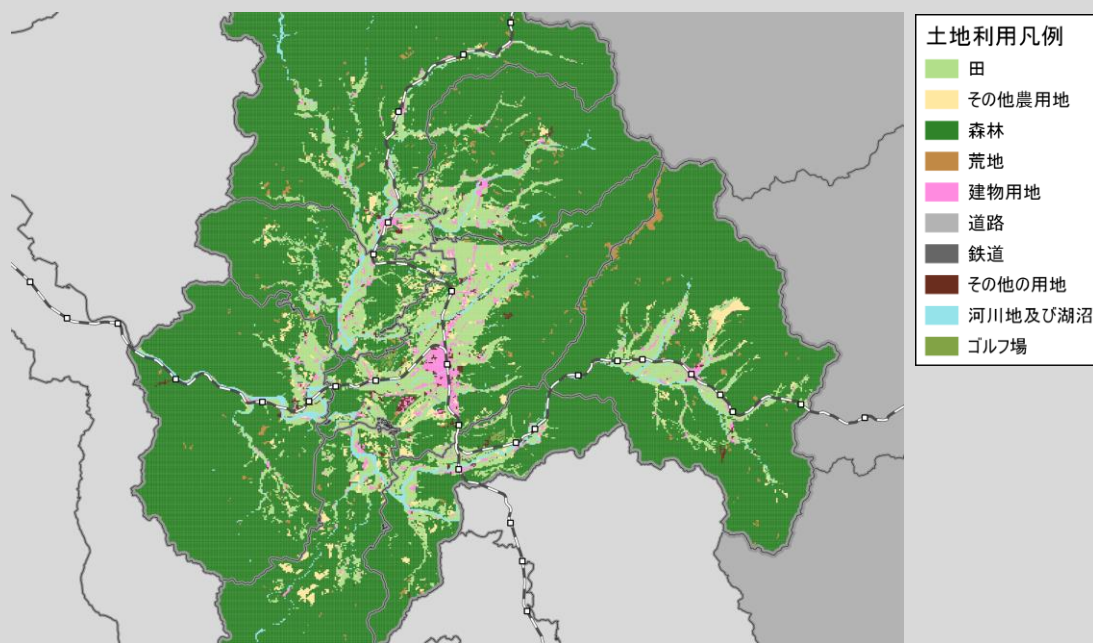 土地利用凡例
田
その他農用地
森林
荒地
建物用地
道路
鉄道
その他の用地
河川地及び湖沼
ゴルフ場